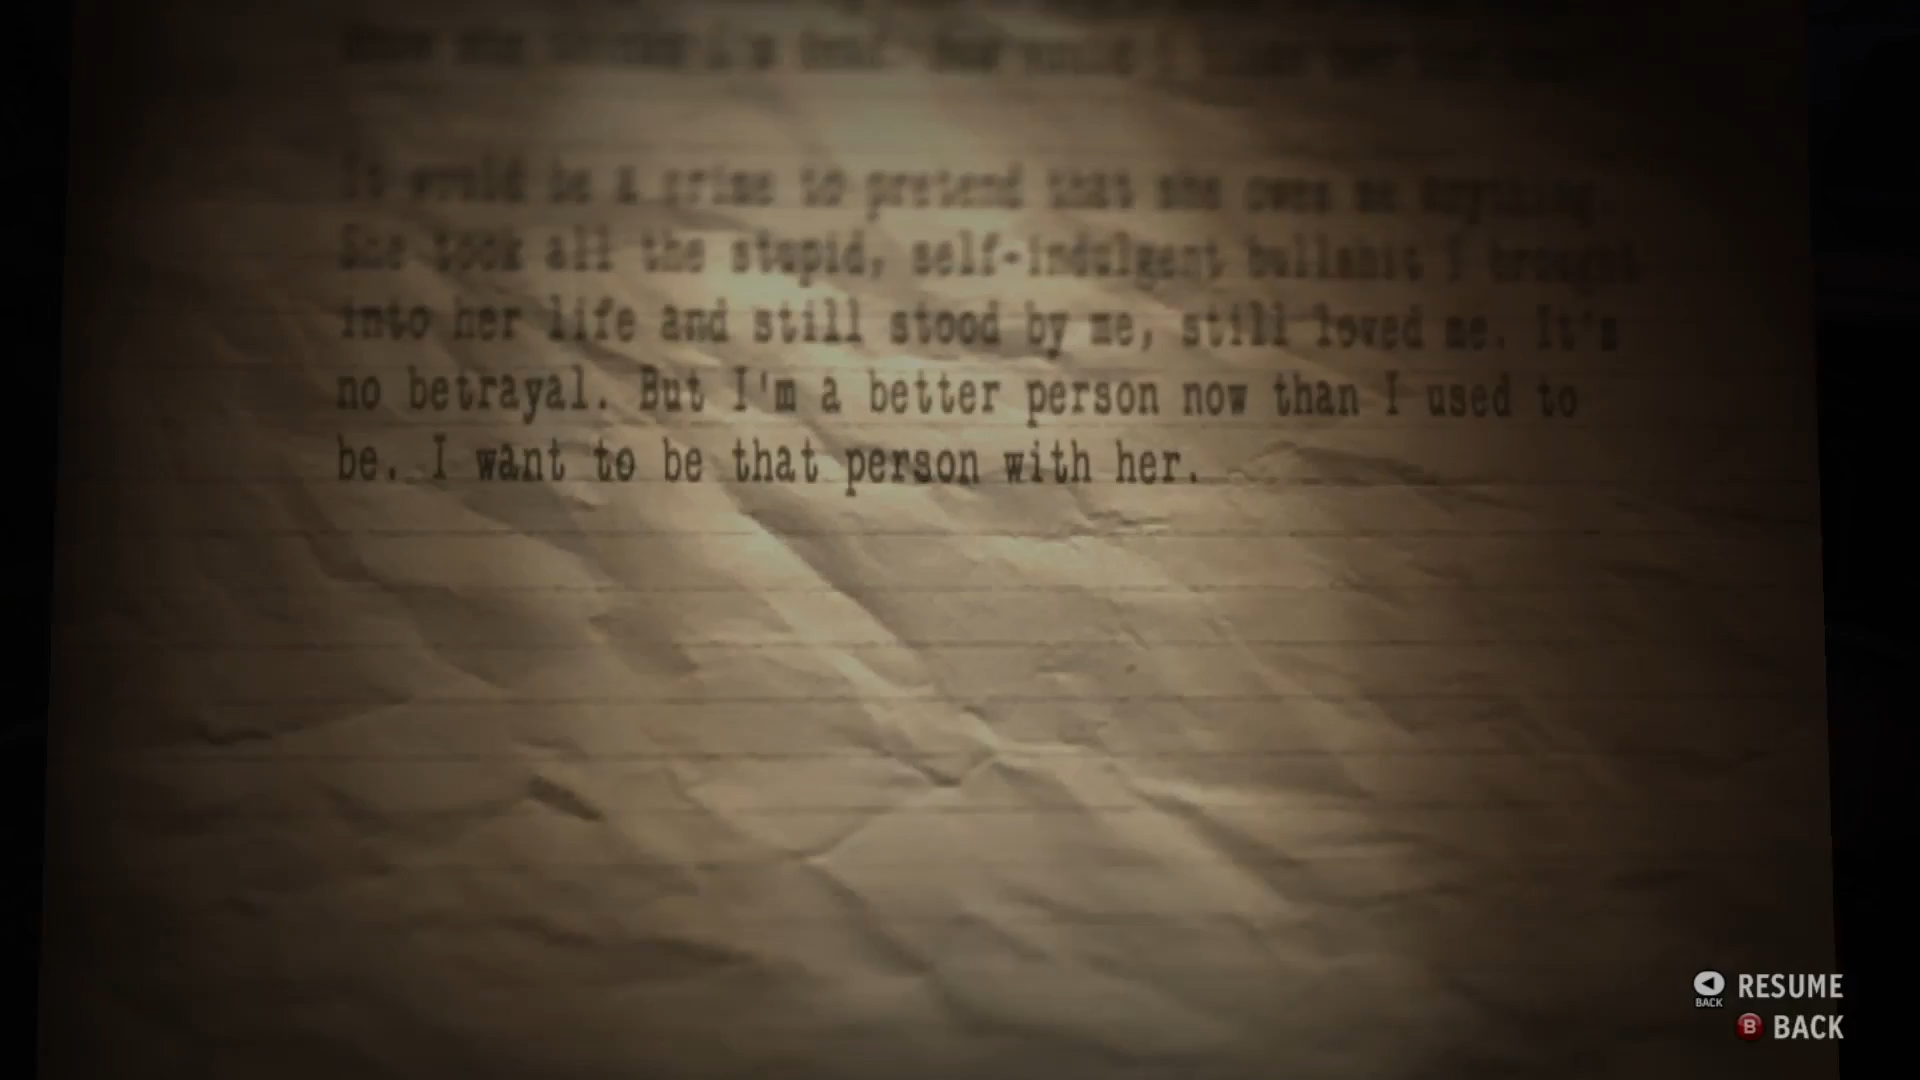 It would be a crime to pretend that she owes me anything.
She took all the stupid, self-indulgent bullshit I brought
into her life and still stood by me, still loved me. It's
no betrayal. But I'm a better person now than I used to
be. I want to be that person with her.
BACK RESUME
B BACK